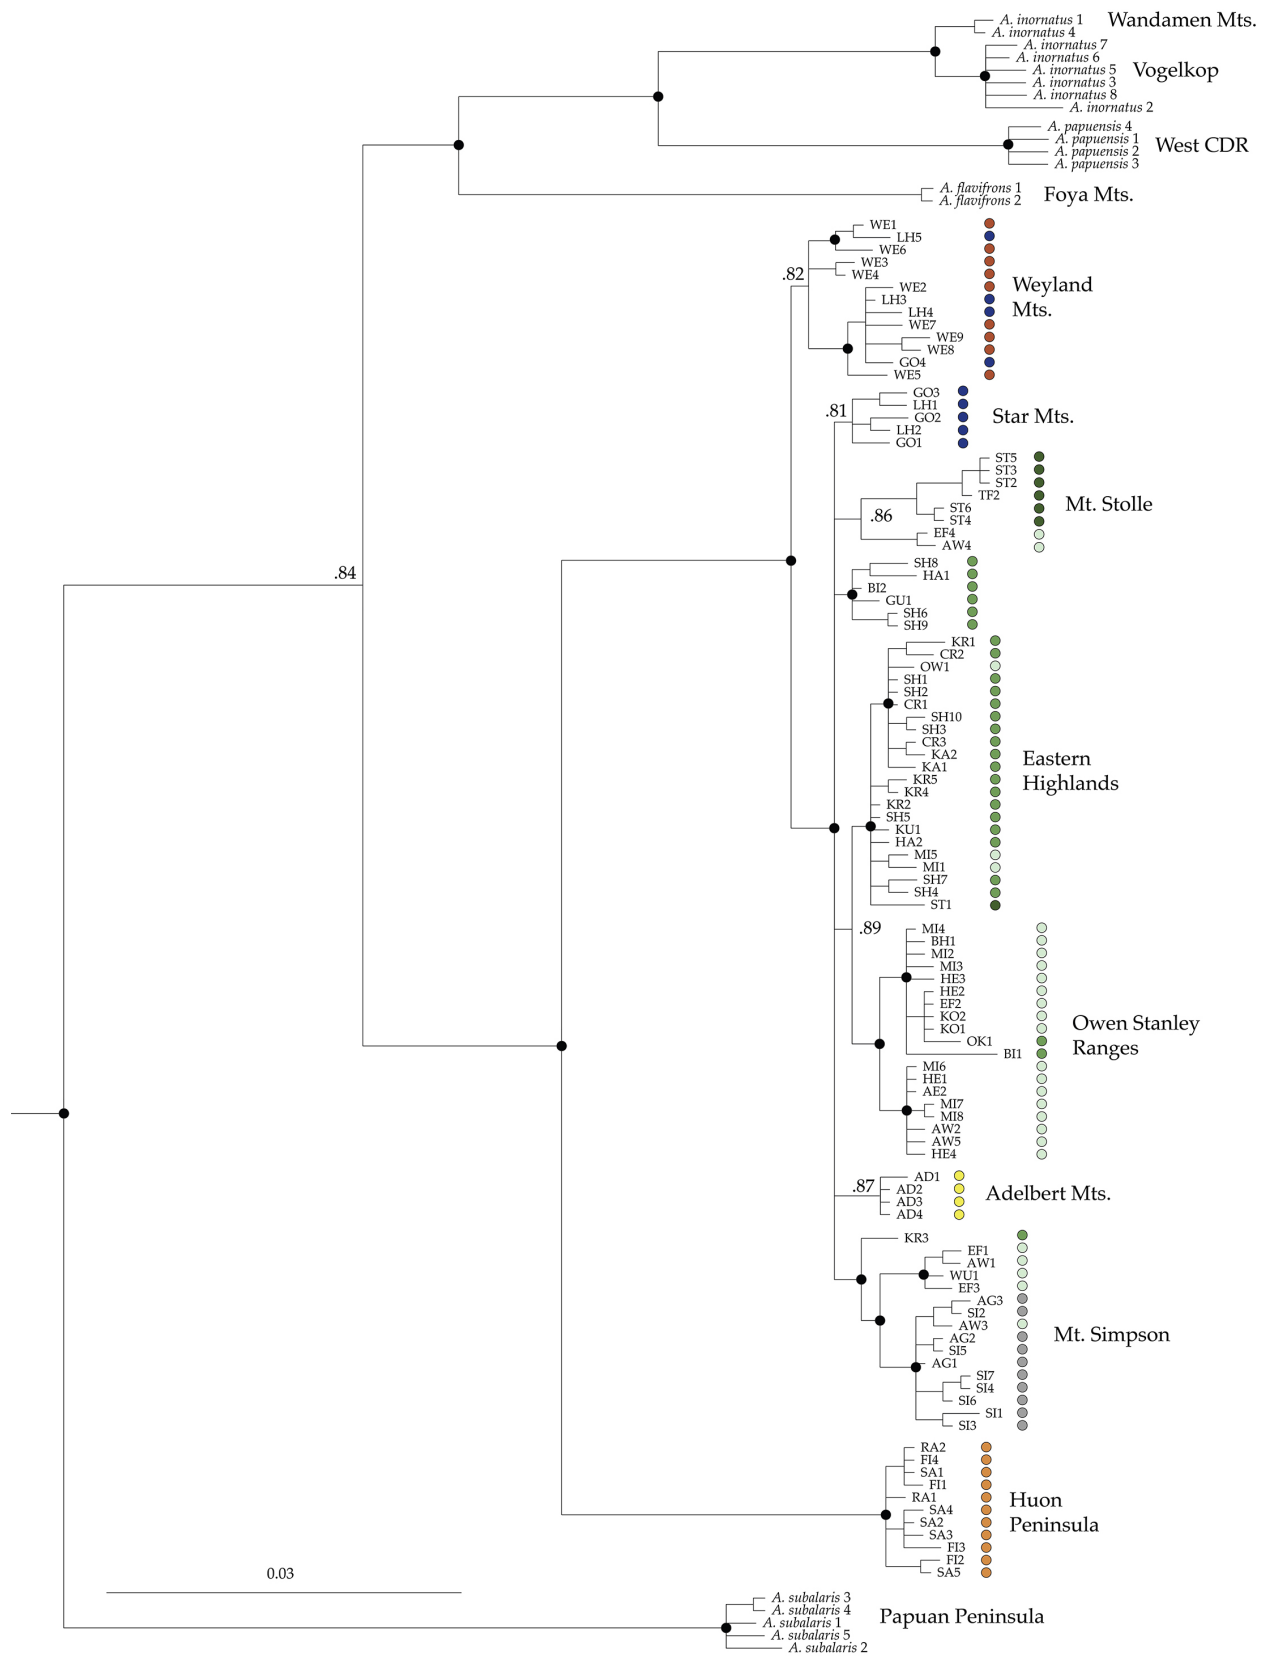 A. inornatus 1
Wandamen Mts.
A. inornatus 4
A. inornatus 7
A. inornatus 6
A. inornatus 5
Vogelkop
A. inornatus 3
A. inornatus 8
A. inornatus 2
A. papuensis 4
A. papuensis 1
West CDR
A. papuensis 2
A. papuensis 3
A. flavifrons 1
Foya Mts.
A. flavifrons 2
WE1
LH5
WE6
WE3
.82
WE4
WE2
Weyland
Mts.
LH3
LH4
WE7
WE9
WE8
GO4
WE5
GO3
LH1
.81
GO2
Star Mts.
LH2
GO1
ST5
ST3
ST2
TF2
Mt. Stolle
ST6
.86
ST4
EF4
AW4
SH8
HA1
.84
BI2
GU1
SH6
SH9
KR1
CR2
OW1
SH1
SH2
CR1
SH10
SH3
CR3
KA2
Eastern
Highlands
KA1
KR5
KR4
KR2
SH5
KU1
HA2
MI5
MI1
SH7
SH4
ST1
.89
MI4
BH1
MI2
MI3
HE3
HE2
EF2
KO2
Owen Stanley
Ranges
KO1
OK1
BI1
MI6
HE1
AE2
MI7
MI8
AW2
AW5
HE4
AD1
.87
AD2
Adelbert Mts.
AD3
AD4
KR3
EF1
AW1
WU1
EF3
AG3
SI2
AW3
Mt. Simpson
AG2
SI5
AG1
SI7
SI4
SI6
SI1
SI3
RA2
FI4
SA1
FI1
RA1
Huon
Peninsula
SA4
SA2
SA3
FI3
FI2
SA5
0.03
A. subalaris 3
A. subalaris 4
Papuan Peninsula
A. subalaris 1
A. subalaris 5
A. subalaris 2